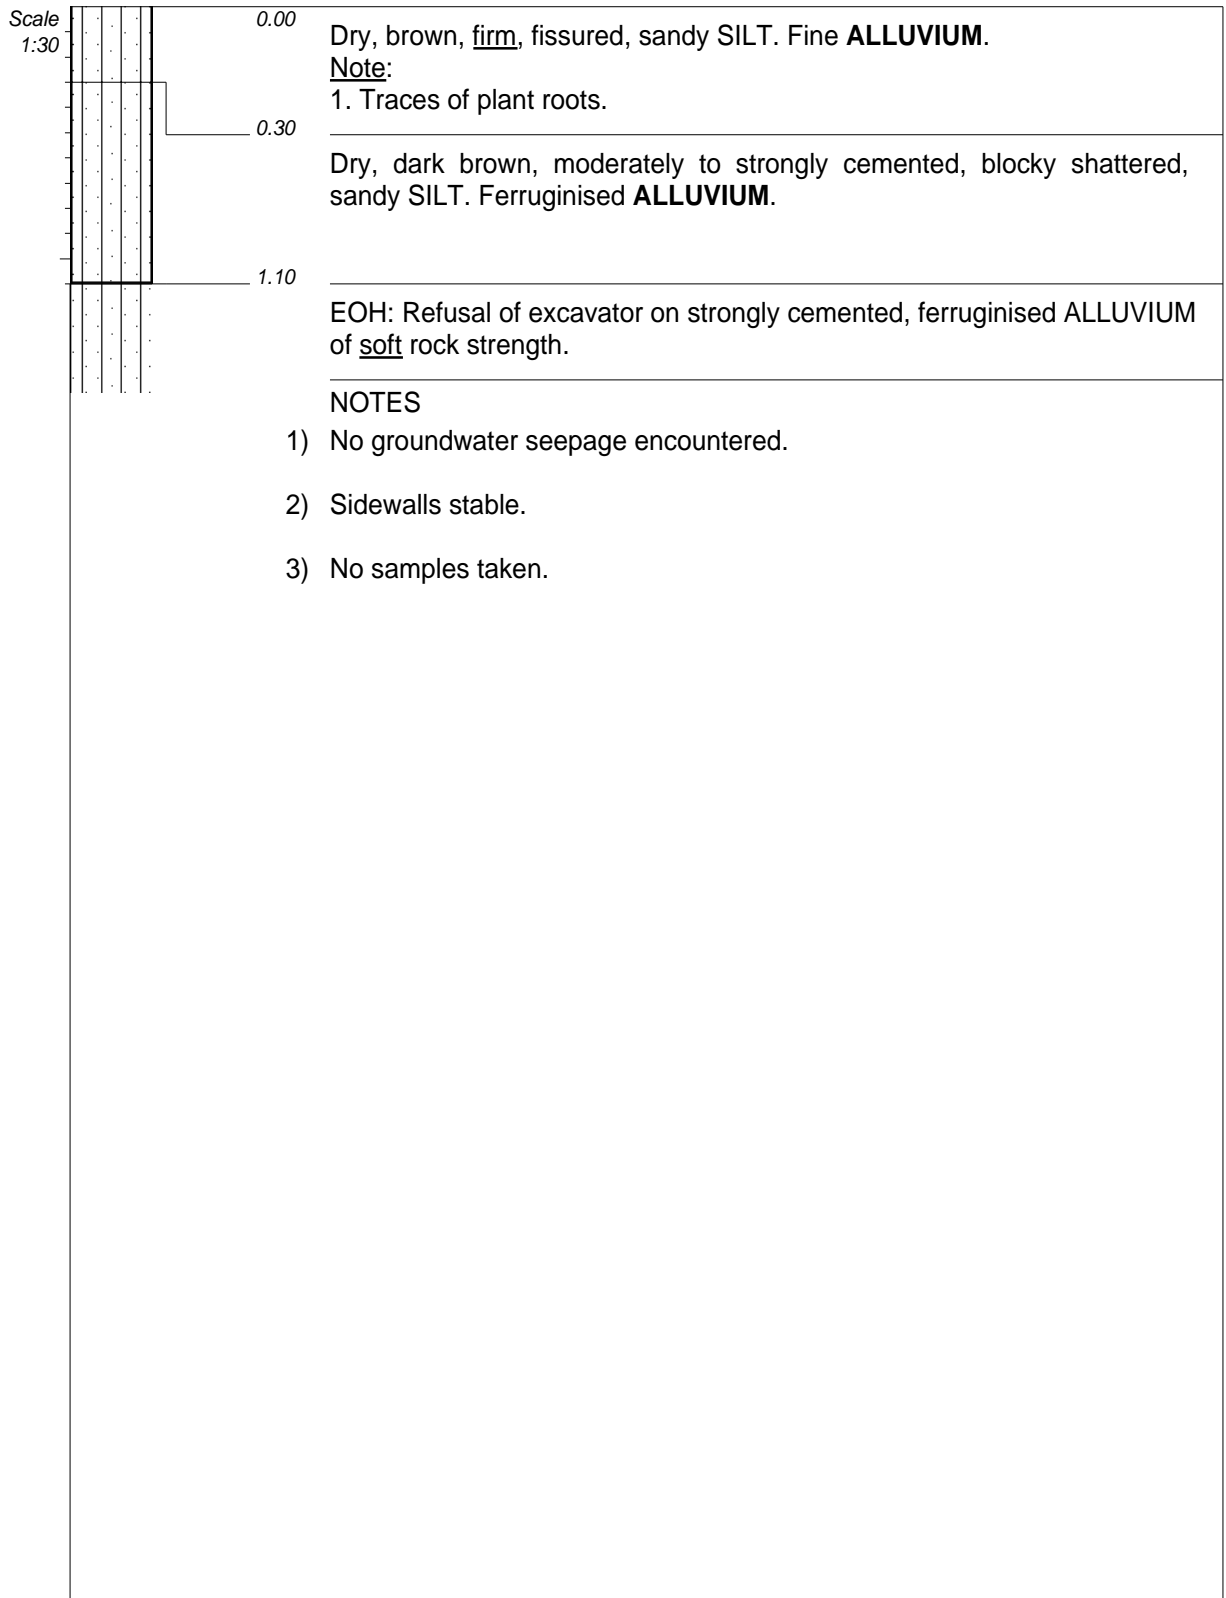 Scale
1:30
0.00
Dry, brown, firm, fissured, sandy SILT. Fine ALLUVIUM.
Note:
1. Traces of plant roots.
0.30
Dry, dark brown, moderately to strongly cemented, blocky shattered,
sandy SILT. Ferruginised ALLUVIUM.
1.10
EOH: Refusal of excavator on strongly cemented, ferruginised ALLUVIUM
of soft rock strength.
NOTES
1) No groundwater seepage encountered.
2) Sidewalls stable.
3) No samples taken.